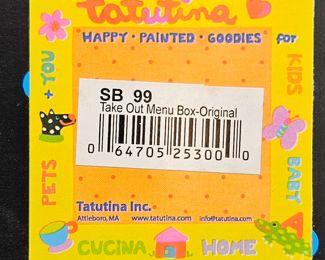 tatutina
HAPPY • PAINTED • GOODIES for
KIDS
BABY
PETS + YOU
SB 99
Take Out Menu Box-Original
0 64705 25300 0
Tatutina Inc.
Attleboro, MA www.tatutina.com info@tatutina.com
CUCINA HOME